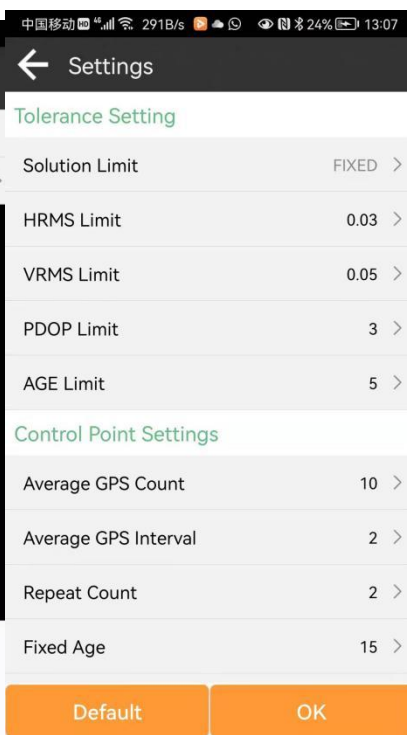 中国移动 HD 4G 291B/s 24% 13:07
Settings
Tolerance Setting
Solution Limit FIXED
HRMS Limit 0.03
VRMS Limit 0.05
PDOP Limit 3
AGE Limit 5
Control Point Settings
Average GPS Count 10
Average GPS Interval 2
Repeat Count 2
Fixed Age 15
Default OK